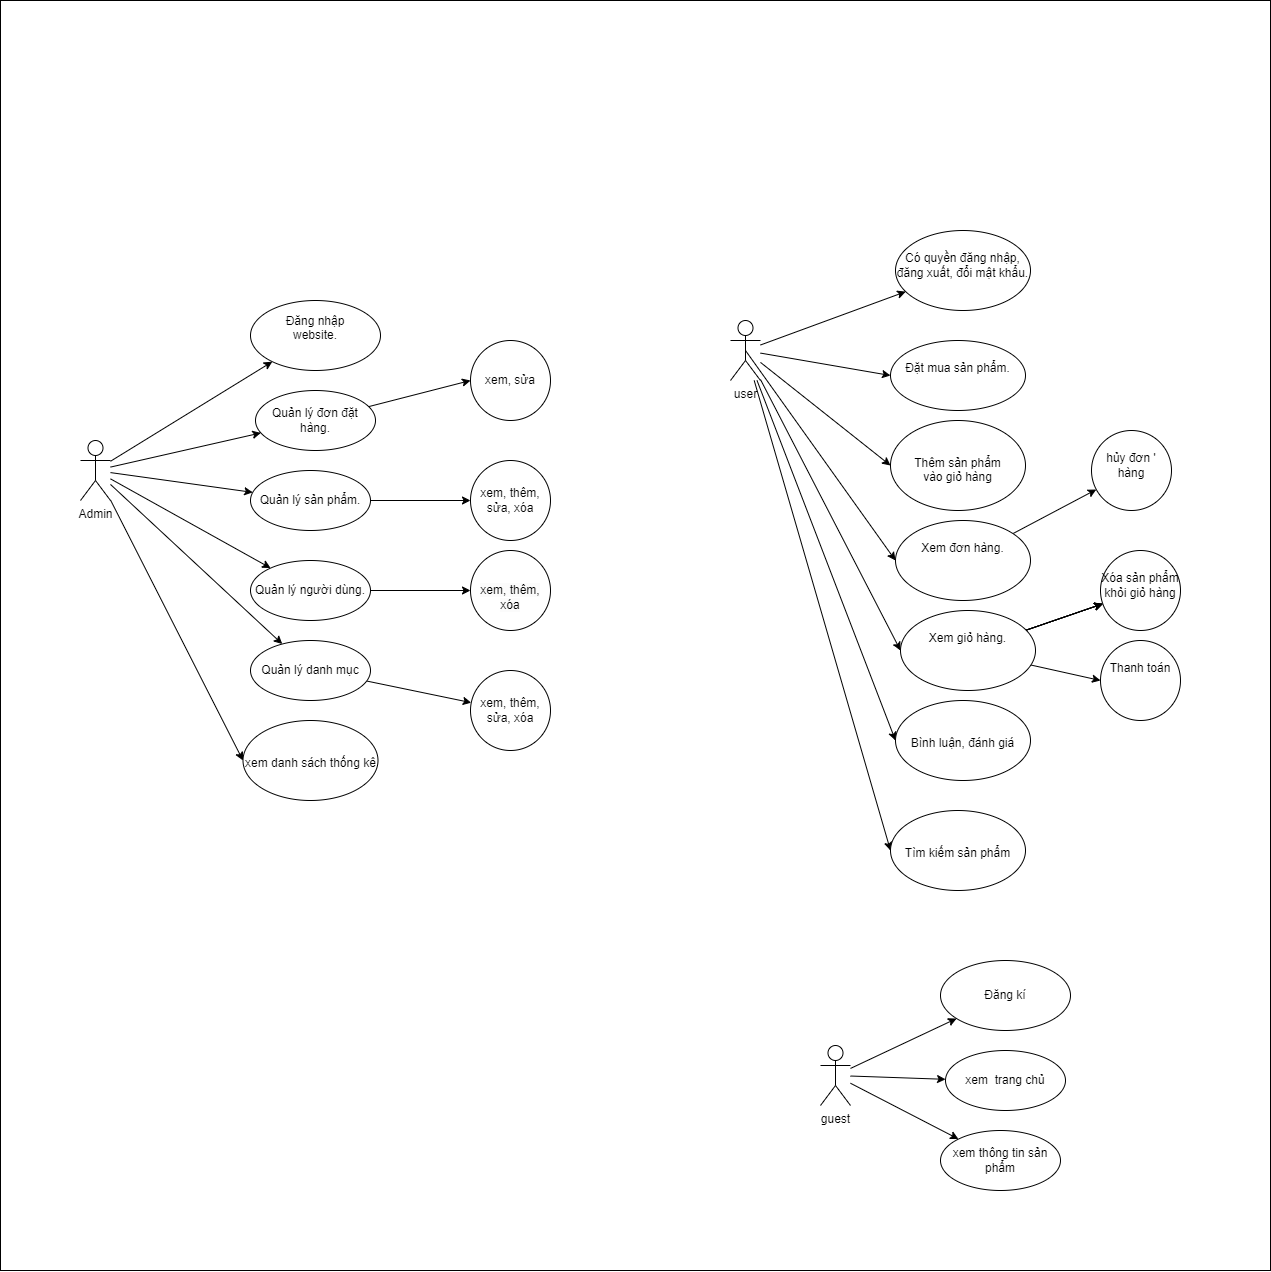 Đăng nhập
website.
Quản lý đơn đặt
hàng.
xem, sửa
Admin
Quản lý sản phẩm.
xem, thêm,
sửa, xóa
Quản lý người dùng.
xem, thêm,
xóa
Quản lý danh mục
xem, thêm,
sửa, xóa
xem danh sách thống kê
Có quyền đăng nhập,
đăng xuất, đổi mật khẩu.
user
Đặt mua sản phẩm.
Thêm sản phẩm
vào giỏ hàng
Xem đơn hàng.
hủy đơn '
hàng
Xem giỏ hàng.
Xóa sản phẩm
khỏi giỏ hàng
Thanh toán
Bình luận, đánh giá
Tìm kiếm sản phẩm
Đăng kí
guest
xem  trang chủ
xem thông tin sản
phẩm